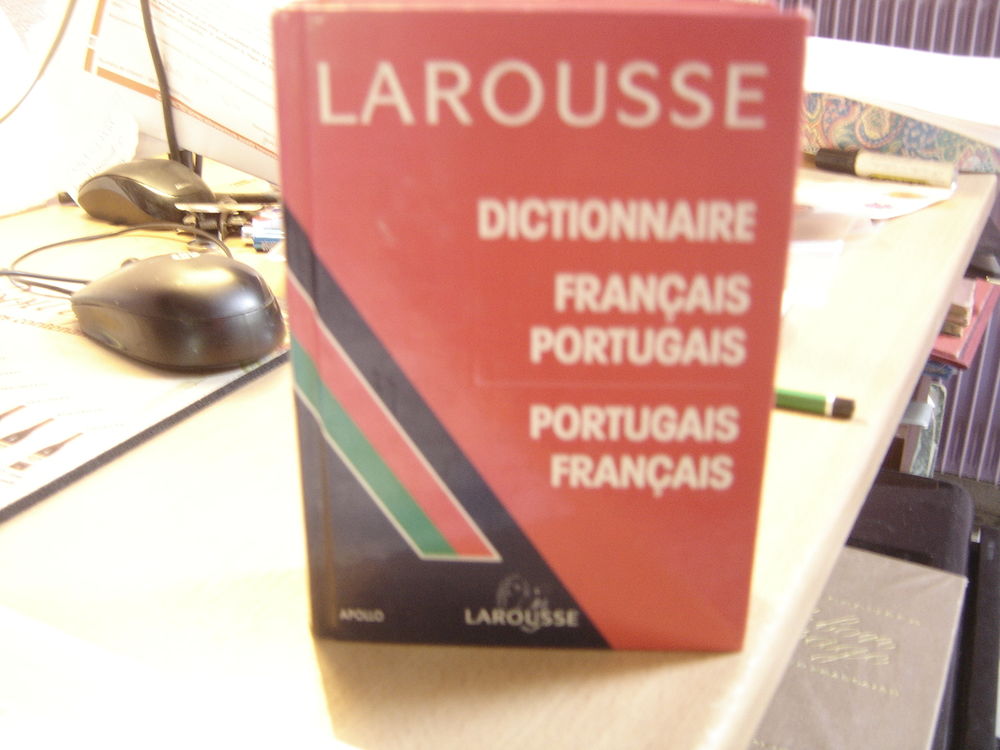 LAROUSSE
DICTIONNAIRE
FRANÇAIS
PORTUGAIS
PORTUGAIS
FRANÇAIS
APOLLO
LAROUSSE